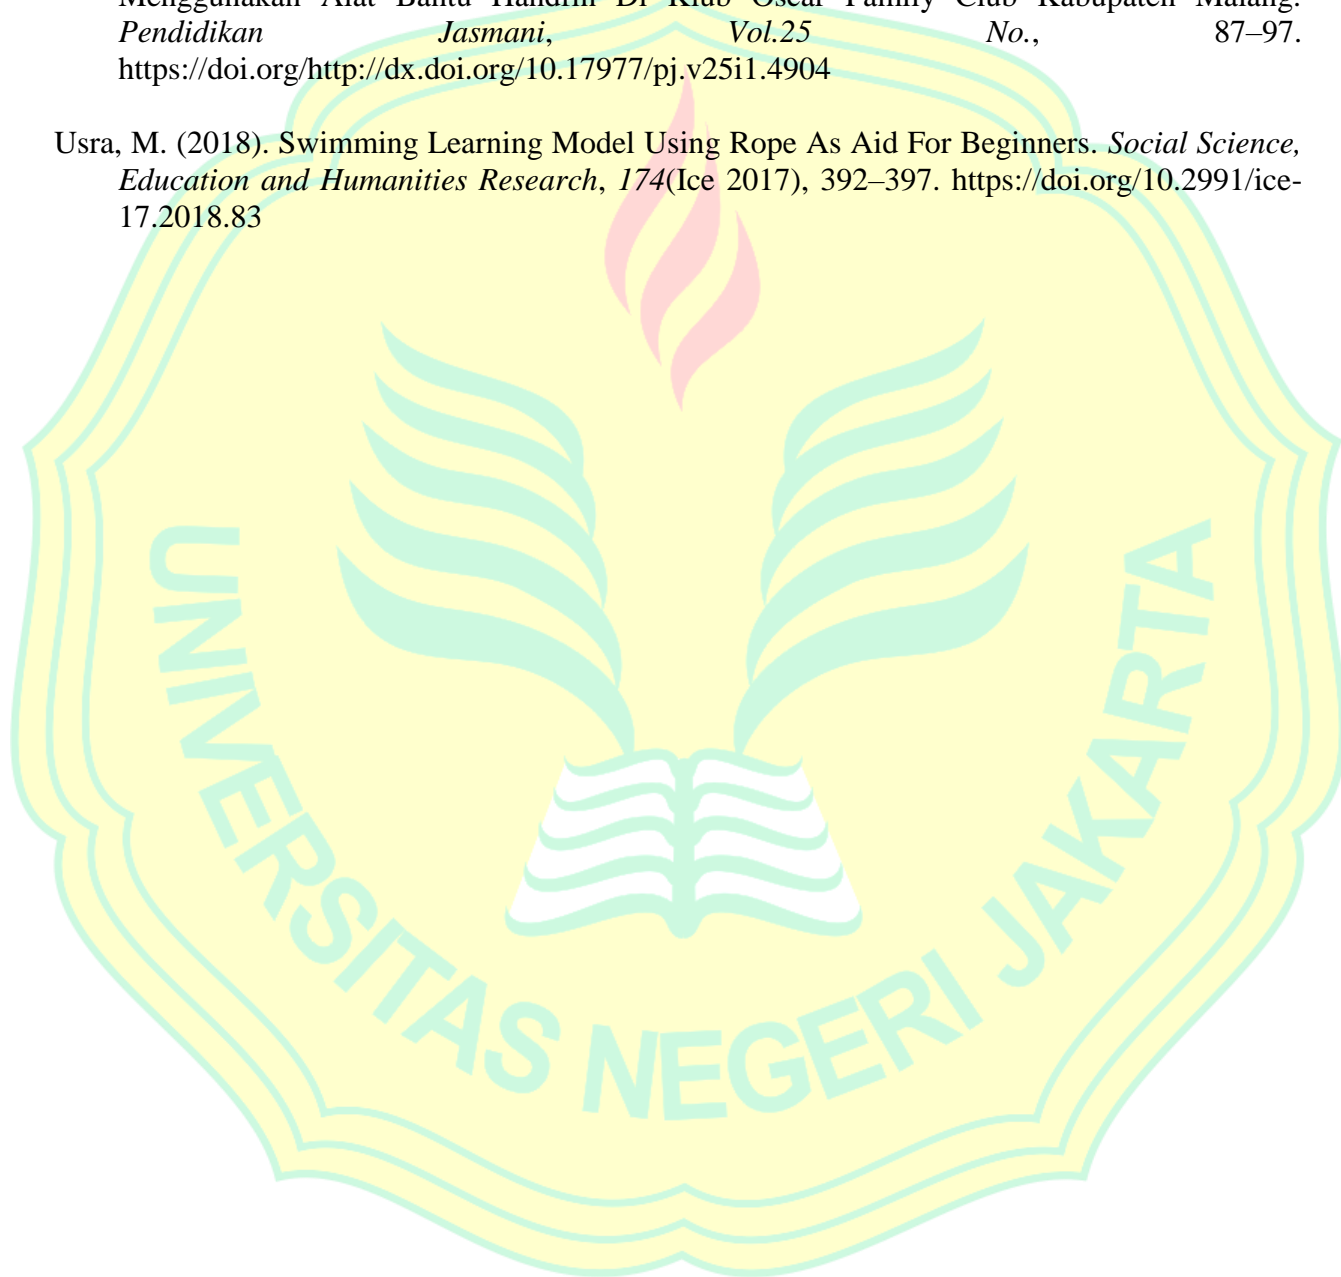 Menggunakan Alat Bantu Handfin Di Klub Oscar Family Club Kabupaten Malang.
Pendidikan Jasmani, Vol.25 No., 87–97.
https://doi.org/http://dx.doi.org/10.17977/pj.v25i1.4904
Usra, M. (2018). Swimming Learning Model Using Rope As Aid For Beginners. Social Science,
Education and Humanities Research, 174(Ice 2017), 392–397. https://doi.org/10.2991/ice-
17.2018.83
UNIVERSITAS NEGERI JAKARTA